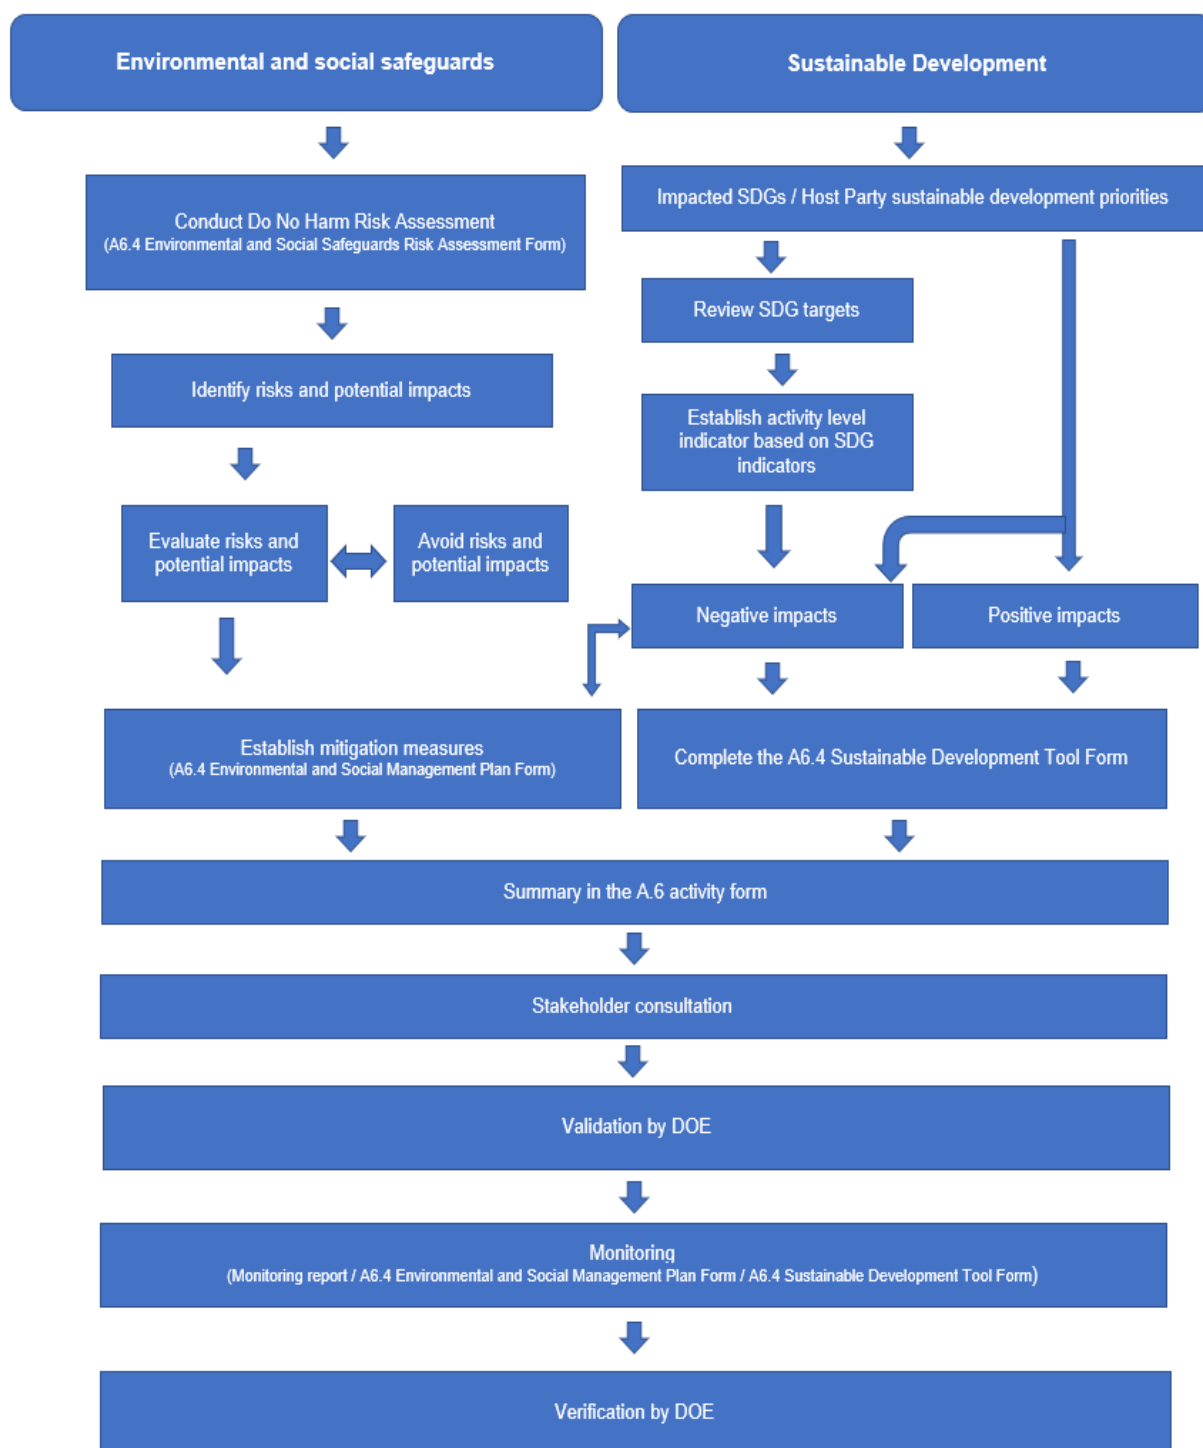 Environmental and social safeguards
Sustainable Development
Conduct Do No Harm Risk Assessment
(A6.4 Environmental and Social Safeguards Risk Assessment Form)
Impacted SDGs / Host Party sustainable development priorities
Identify risks and potential impacts
Review SDG targets
Establish activity level
indicator based on SDG
indicators
Evaluate risks and
potential impacts
Avoid risks and
potential impacts
Negative impacts
Positive impacts
Establish mitigation measures
(A6.4 Environmental and Social Management Plan Form)
Complete the A6.4 Sustainable Development Tool Form
Summary in the A.6 activity form
Stakeholder consultation
Validation by DOE
Monitoring
(Monitoring report / A6.4 Environmental and Social Management Plan Form / A6.4 Sustainable Development Tool Form)
Verification by DOE